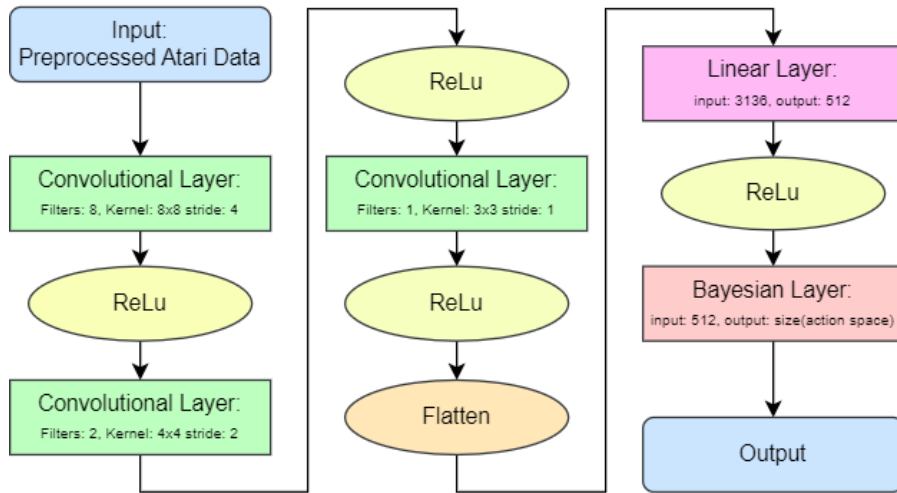 Input:
Preprocessed Atari Data
Convolutional Layer:
Filters: 8, Kernel: 8x8 stride: 4
ReLu
Convolutional Layer:
Filters: 2, Kernel: 4x4 stride: 2
ReLu
Convolutional Layer:
Filters: 1, Kernel: 3x3 stride: 1
ReLu
Flatten
Linear Layer:
input: 3136, output: 512
ReLu
Bayesian Layer:
input: 512, output: size(action space)
Output